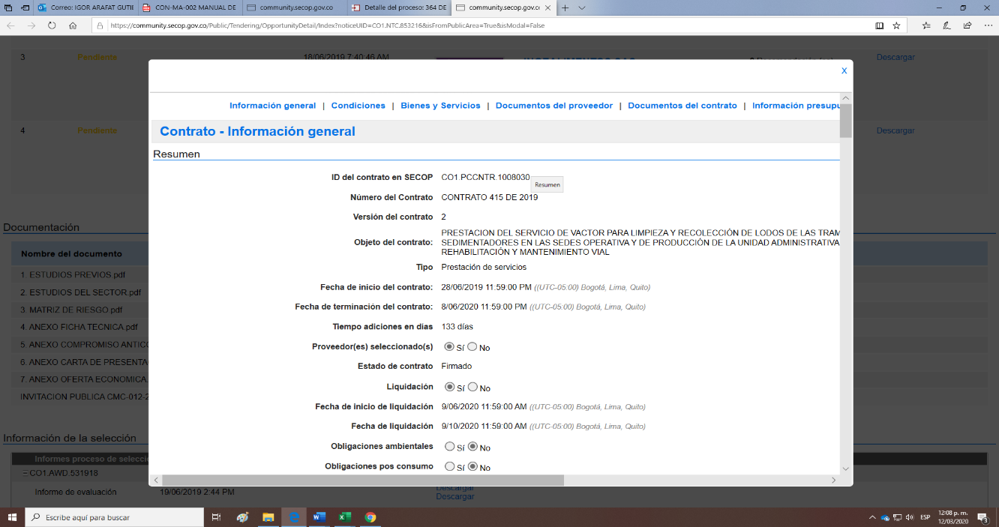 Correo: IGOR ARAFAT GUTIE
CON-MA-002 MANUAL DE
community.secop.gov.co
Detalle del proceso: 364 DE
community.secop.gov.co
https://community.secop.gov.co/Public/Tendering/OpportunityDetail/Index?noticeUID=CO1.NTC.853216&isFromPublicArea=True&isModal=False
3 Pendiente 18/06/2019 7:40:46 AM Descargar
X
Información general | Condiciones | Bienes y Servicios | Documentos del proveedor | Documentos del contrato | Información presupu
4 Pendiente Descargar
Contrato - Información general
Resumen
ID del contrato en SECOP CO1.PCCNTR.1008030
Resumen
Número del Contrato CONTRATO 415 DE 2019
Versión del contrato 2
Objeto del contrato: PRESTACION DEL SERVICIO DE VACTOR PARA LIMPIEZA Y RECOLECCIÓN DE LODOS DE LAS TRAM
SEDIMENTADORES EN LAS SEDES OPERATIVA Y DE PRODUCCIÓN DE LA UNIDAD ADMINISTRATIVA
REHABILITACIÓN Y MANTENIMIENTO VIAL
Tipo Prestación de servicios
Fecha de inicio del contrato: 28/06/2019 11:59:00 PM ((UTC-05:00) Bogotá, Lima, Quito)
Fecha de terminación del contrato: 8/06/2020 11:59:00 PM ((UTC-05:00) Bogotá, Lima, Quito)
Tiempo adiciones en días 133 días
Proveedor(es) seleccionado(s) Sí No
Estado de contrato Firmado
Liquidación Sí No
Fecha de inicio de liquidación 9/06/2020 11:59:00 AM ((UTC-05:00) Bogotá, Lima, Quito)
Fecha de liquidación 9/10/2020 11:59:00 AM ((UTC-05:00) Bogotá, Lima, Quito)
Obligaciones ambientales Sí No
Obligaciones pos consumo Sí No
Documentación
Nombre del documento
1. ESTUDIOS PREVIOS.pdf
2. ESTUDIOS DEL SECTOR.pdf
3. MATRIZ DE RIESGO.pdf
4. ANEXO FICHA TECNICA.pdf
5. ANEXO COMPROMISO ANTICO
6. ANEXO CARTA DE PRESENTA
7. ANEXO OFERTA ECONOMICA.
INVITACION PUBLICA CMC-012-2
Información de la selección
Informes proceso de selecci
CO1.AWD.531918
Informe de evaluación 19/06/2019 2:44 PM Descargar
Descargar
Escribe aquí para buscar
ESP
12:08 p. m.
12/03/2020
3